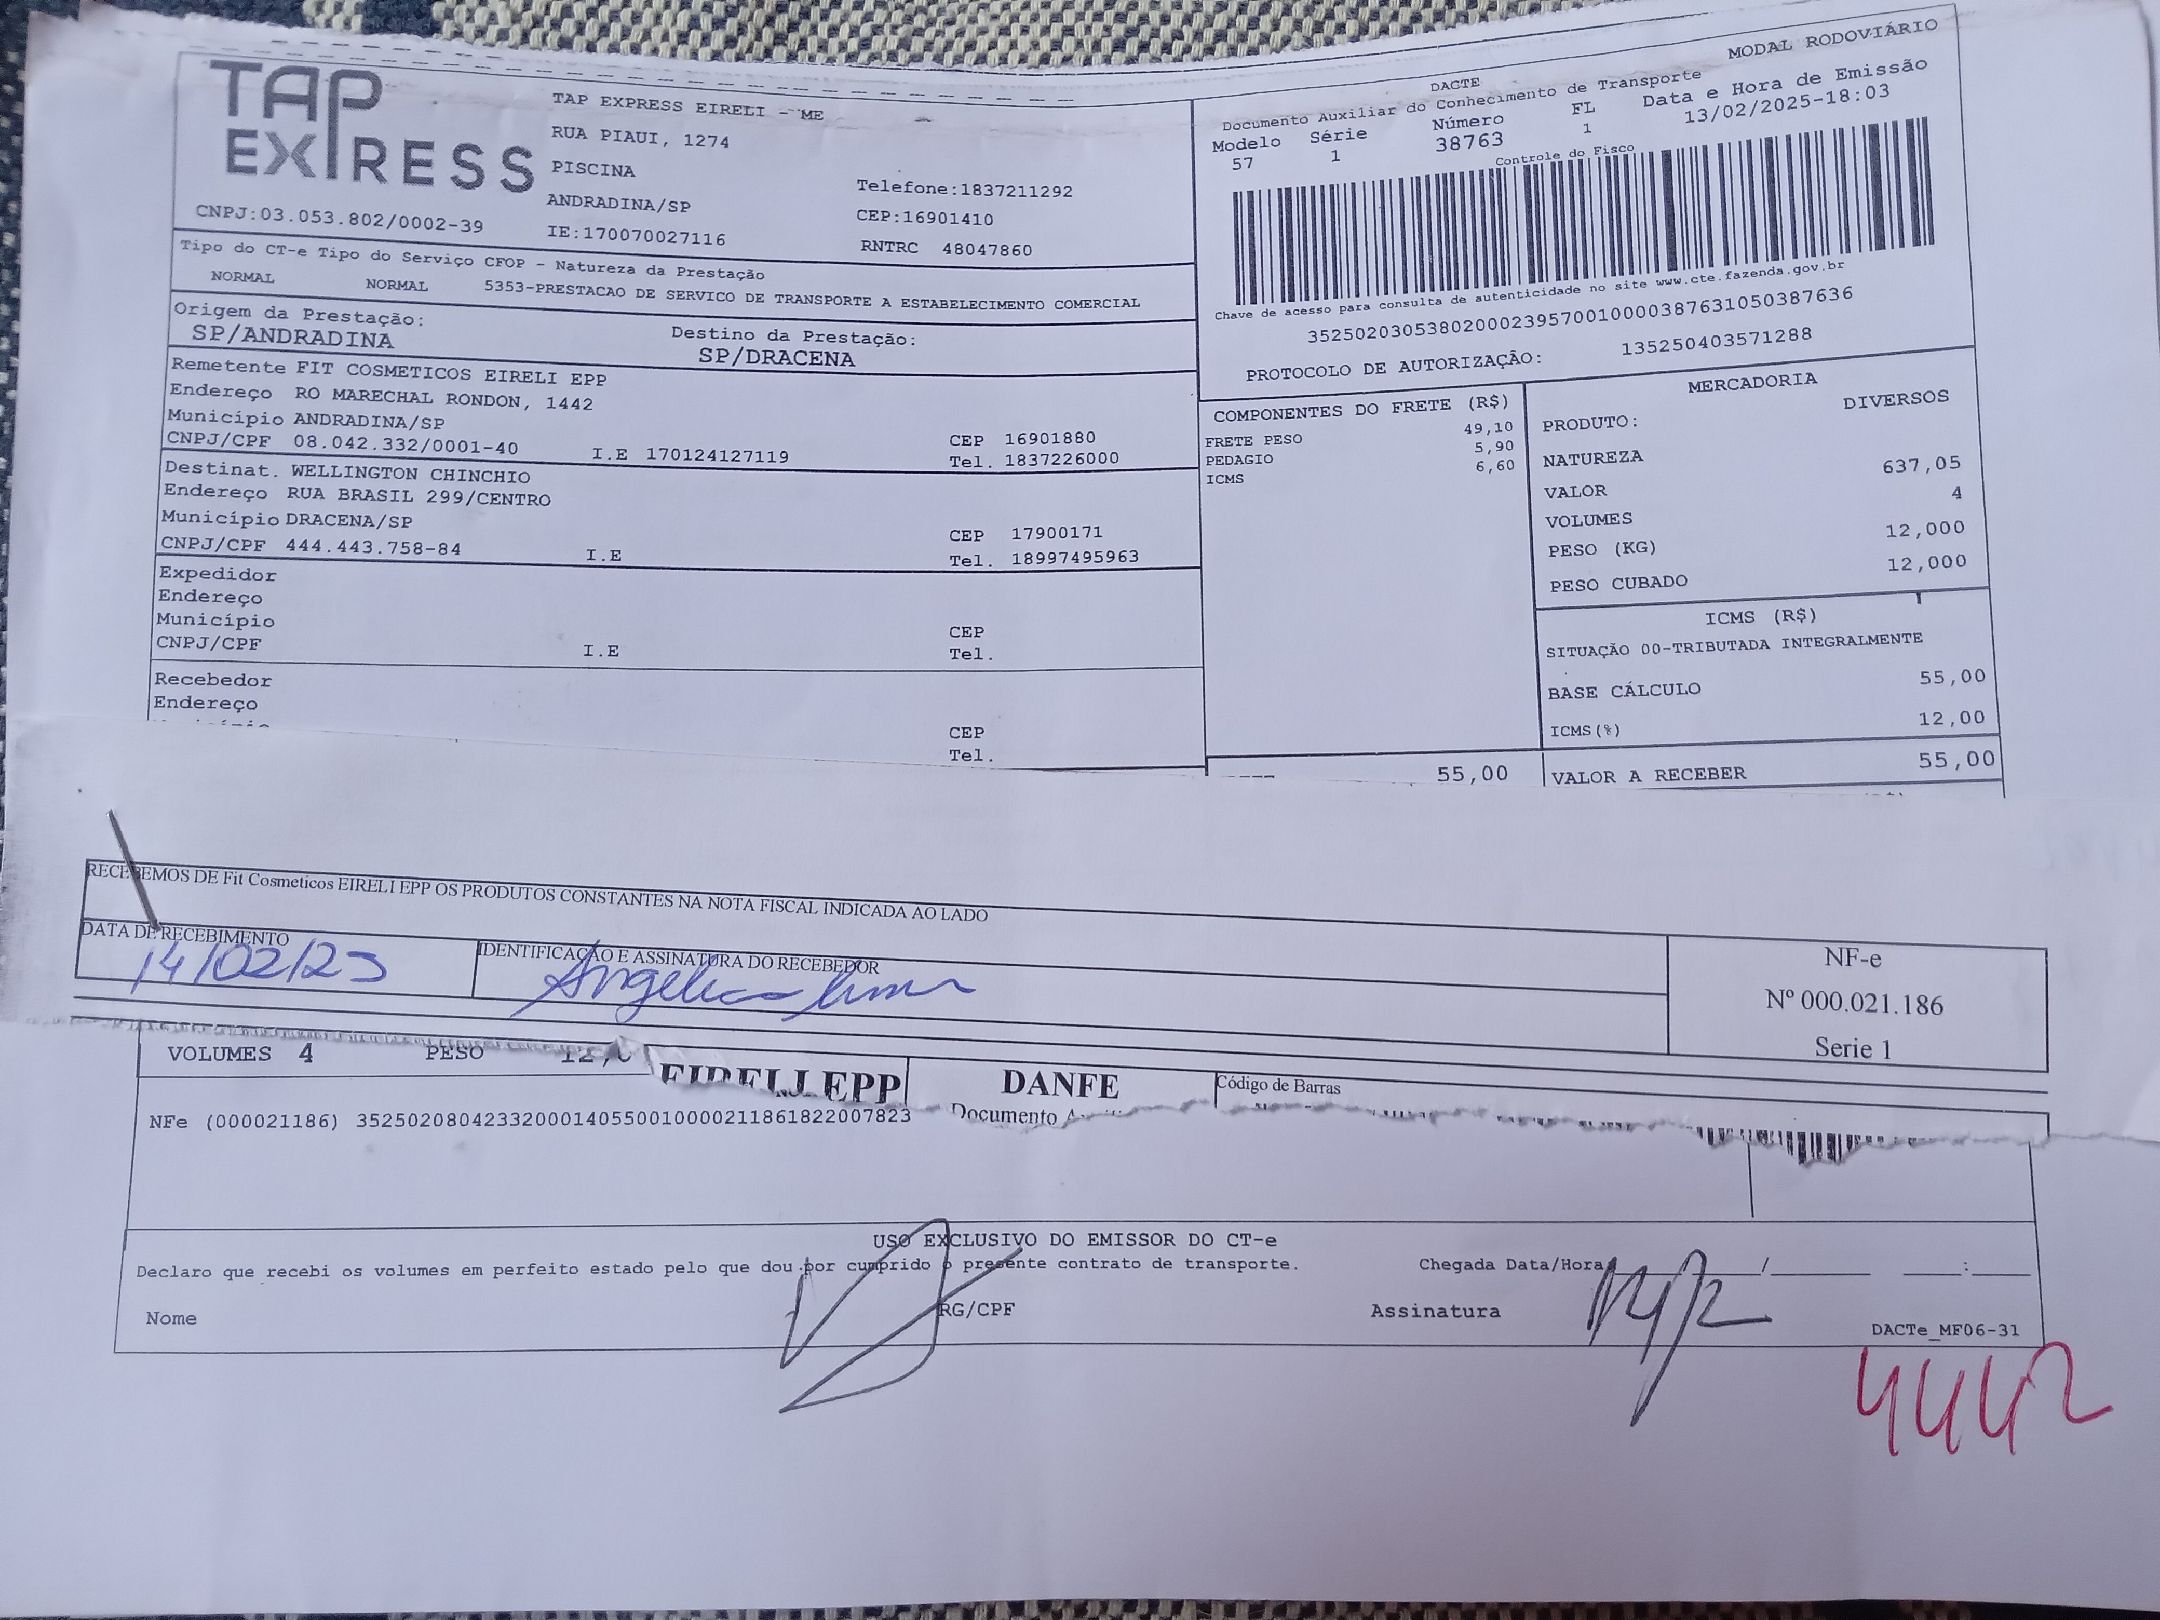 TAP
EXPRESS
CNPJ:03.053.802/0002-39
TAP EXPRESS EIRELI - ME
RUA PIAUI, 1274
PISCINA
ANDRADINA/SP
IE:170070027116
Telefone:1837211292
CEP:16901410
RNTRC 48047860
DACTE
MODAL RODOVIÁRIO
Documento Auxiliar do Conhecimento de Transporte
Modelo Série Número FL Data e Hora de Emissão
57 1 38763 1 13/02/2025-18:03
Controle do Fisco
Chave de acesso para consulta de autenticidade no site www.cte.fazenda.gov.br
35250203053802000239570010000387631050387636
PROTOCOLO DE AUTORIZAÇÃO: 135250403571288
Tipo do CT-e Tipo do Serviço CFOP - Natureza da Prestação
NORMAL NORMAL 5353-PRESTACAO DE SERVICO DE TRANSPORTE A ESTABELECIMENTO COMERCIAL
Origem da Prestação: Destino da Prestação:
SP/ANDRADINA SP/DRACENA
Remetente FIT COSMETICOS EIRELI EPP
Endereço RO MARECHAL RONDON, 1442
Município ANDRADINA/SP CEP 16901880
CNPJ/CPF 08.042.332/0001-40 I.E 170124127119 Tel. 1837226000
Destinat. WELLINGTON CHINCHIO
Endereço RUA BRASIL 299/CENTRO
Município DRACENA/SP CEP 17900171
CNPJ/CPF 444.443.758-84 I.E Tel. 18997495963
Expedidor
Endereço
Município CEP
CNPJ/CPF I.E Tel.
Recebedor
Endereço
CEP
Tel.
COMPONENTES DO FRETE (R$)
FRETE PESO 49,10
PEDAGIO 5,90
ICMS 6,60
55,00
MERCADORIA
PRODUTO: DIVERSOS
NATUREZA
VALOR 637,05
VOLUMES 4
PESO (KG) 12,000
PESO CUBADO 12,000
ICMS (R$)
SITUAÇÃO 00-TRIBUTADA INTEGRALMENTE
BASE CÁLCULO 55,00
ICMS(%) 12,00
VALOR A RECEBER 55,00
RECEBEMOS DE Fit Cosmeticos EIRELI EPP OS PRODUTOS CONSTANTES NA NOTA FISCAL INDICADA AO LADO
DATA DE RECEBIMENTO IDENTIFICAÇÃO E ASSINATURA DO RECEBEDOR
14/02/25 Angelica
NF-e
Nº 000.021.186
Serie 1
VOLUMES 4 PESO
EIRELI EPP DANFE Código de Barras
Documento
NFe (000021186) 35250208042332000140550010000211861822007823
USO EXCLUSIVO DO EMISSOR DO CT-e
Declaro que recebi os volumes em perfeito estado pelo que dou por cumprido o presente contrato de transporte. Chegada Data/Hora / :
Nome RG/CPF Assinatura
DACTe_MF06-31